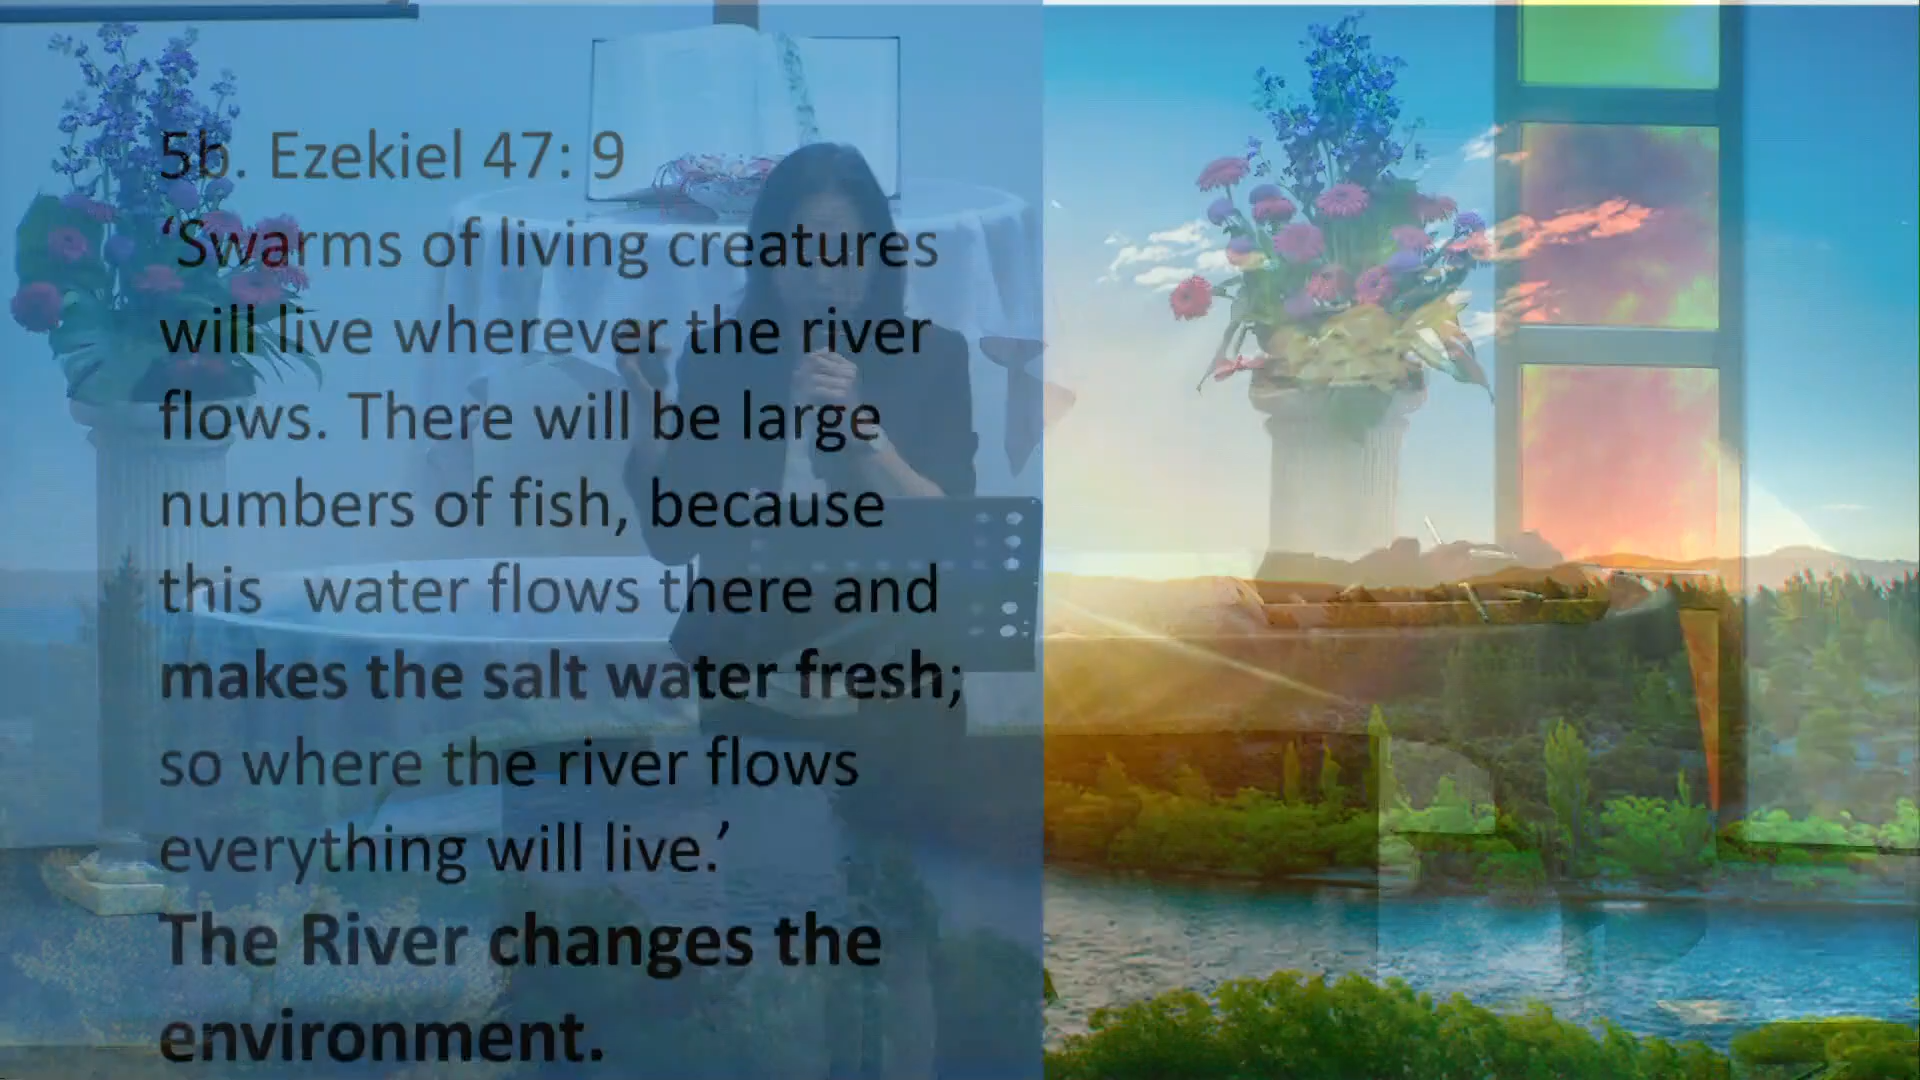 5b. Ezekiel 47: 9
‘Swarms of living creatures
will live wherever the river
flows. There will be large
numbers of fish, because
this  water flows there and
makes the salt water fresh;
so where the river flows
everything will live.’
The River changes the
environment.